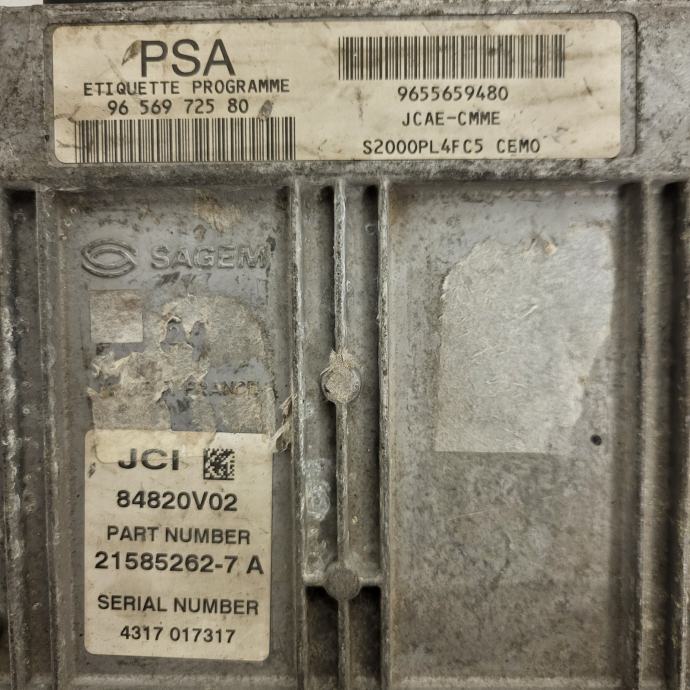 PSA
ETIQUETTE PROGRAMME
96 569 725 80
9655659480
JCAE-CMME
S2000PL4FC5 CEMO
SAGEM
FRANCE
JCI
84820V02
PART NUMBER
21585262-7 A
SERIAL NUMBER
4317 017317